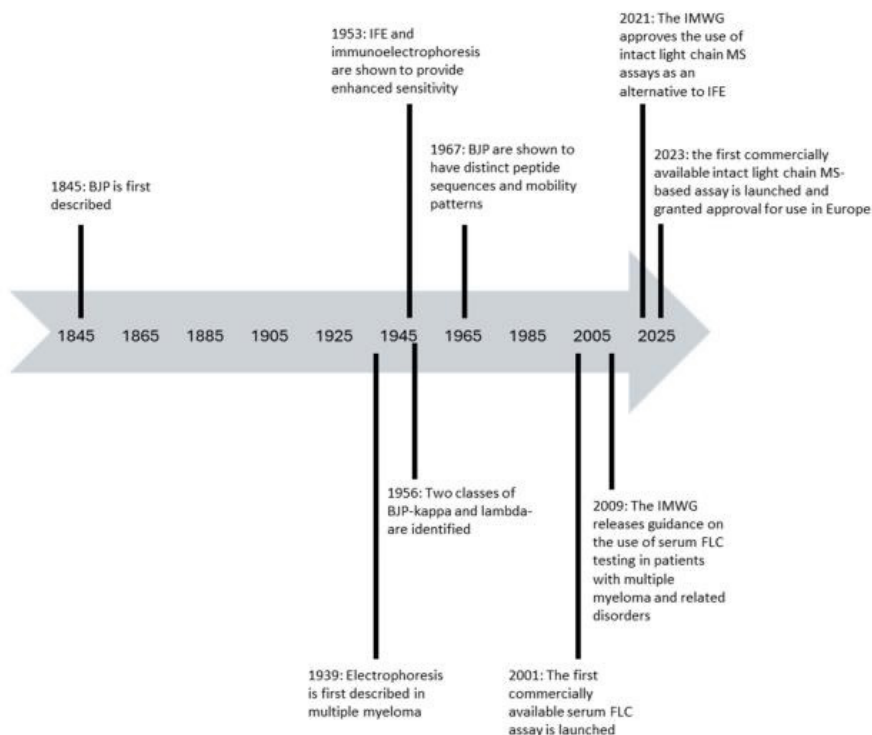 1953: IFE and
immunoelectrophoresis
are shown to provide
enhanced sensitivity
2021: The IMWG
approves the use of
intact light chain MS
assays as an
alternative to IFE
1845: BJP is first
described
1967: BJP are shown to
have distinct peptide
sequences and mobility
patterns
2023: the first commercially
available intact light chain MS-
based assay is launched and
granted approval for use in Europe
1845 1865 1885 1905 1925 1945 1965 1985 2005 2025
1956: Two classes of
BJP-kappa and lambda-
are identified
2009: The IMWG
releases guidance on
the use of serum FLC
testing in patients
with multiple
myeloma and related
disorders
1939: Electrophoresis
is first described in
multiple myeloma
2001: The first
commercially
available serum FLC
assay is launched